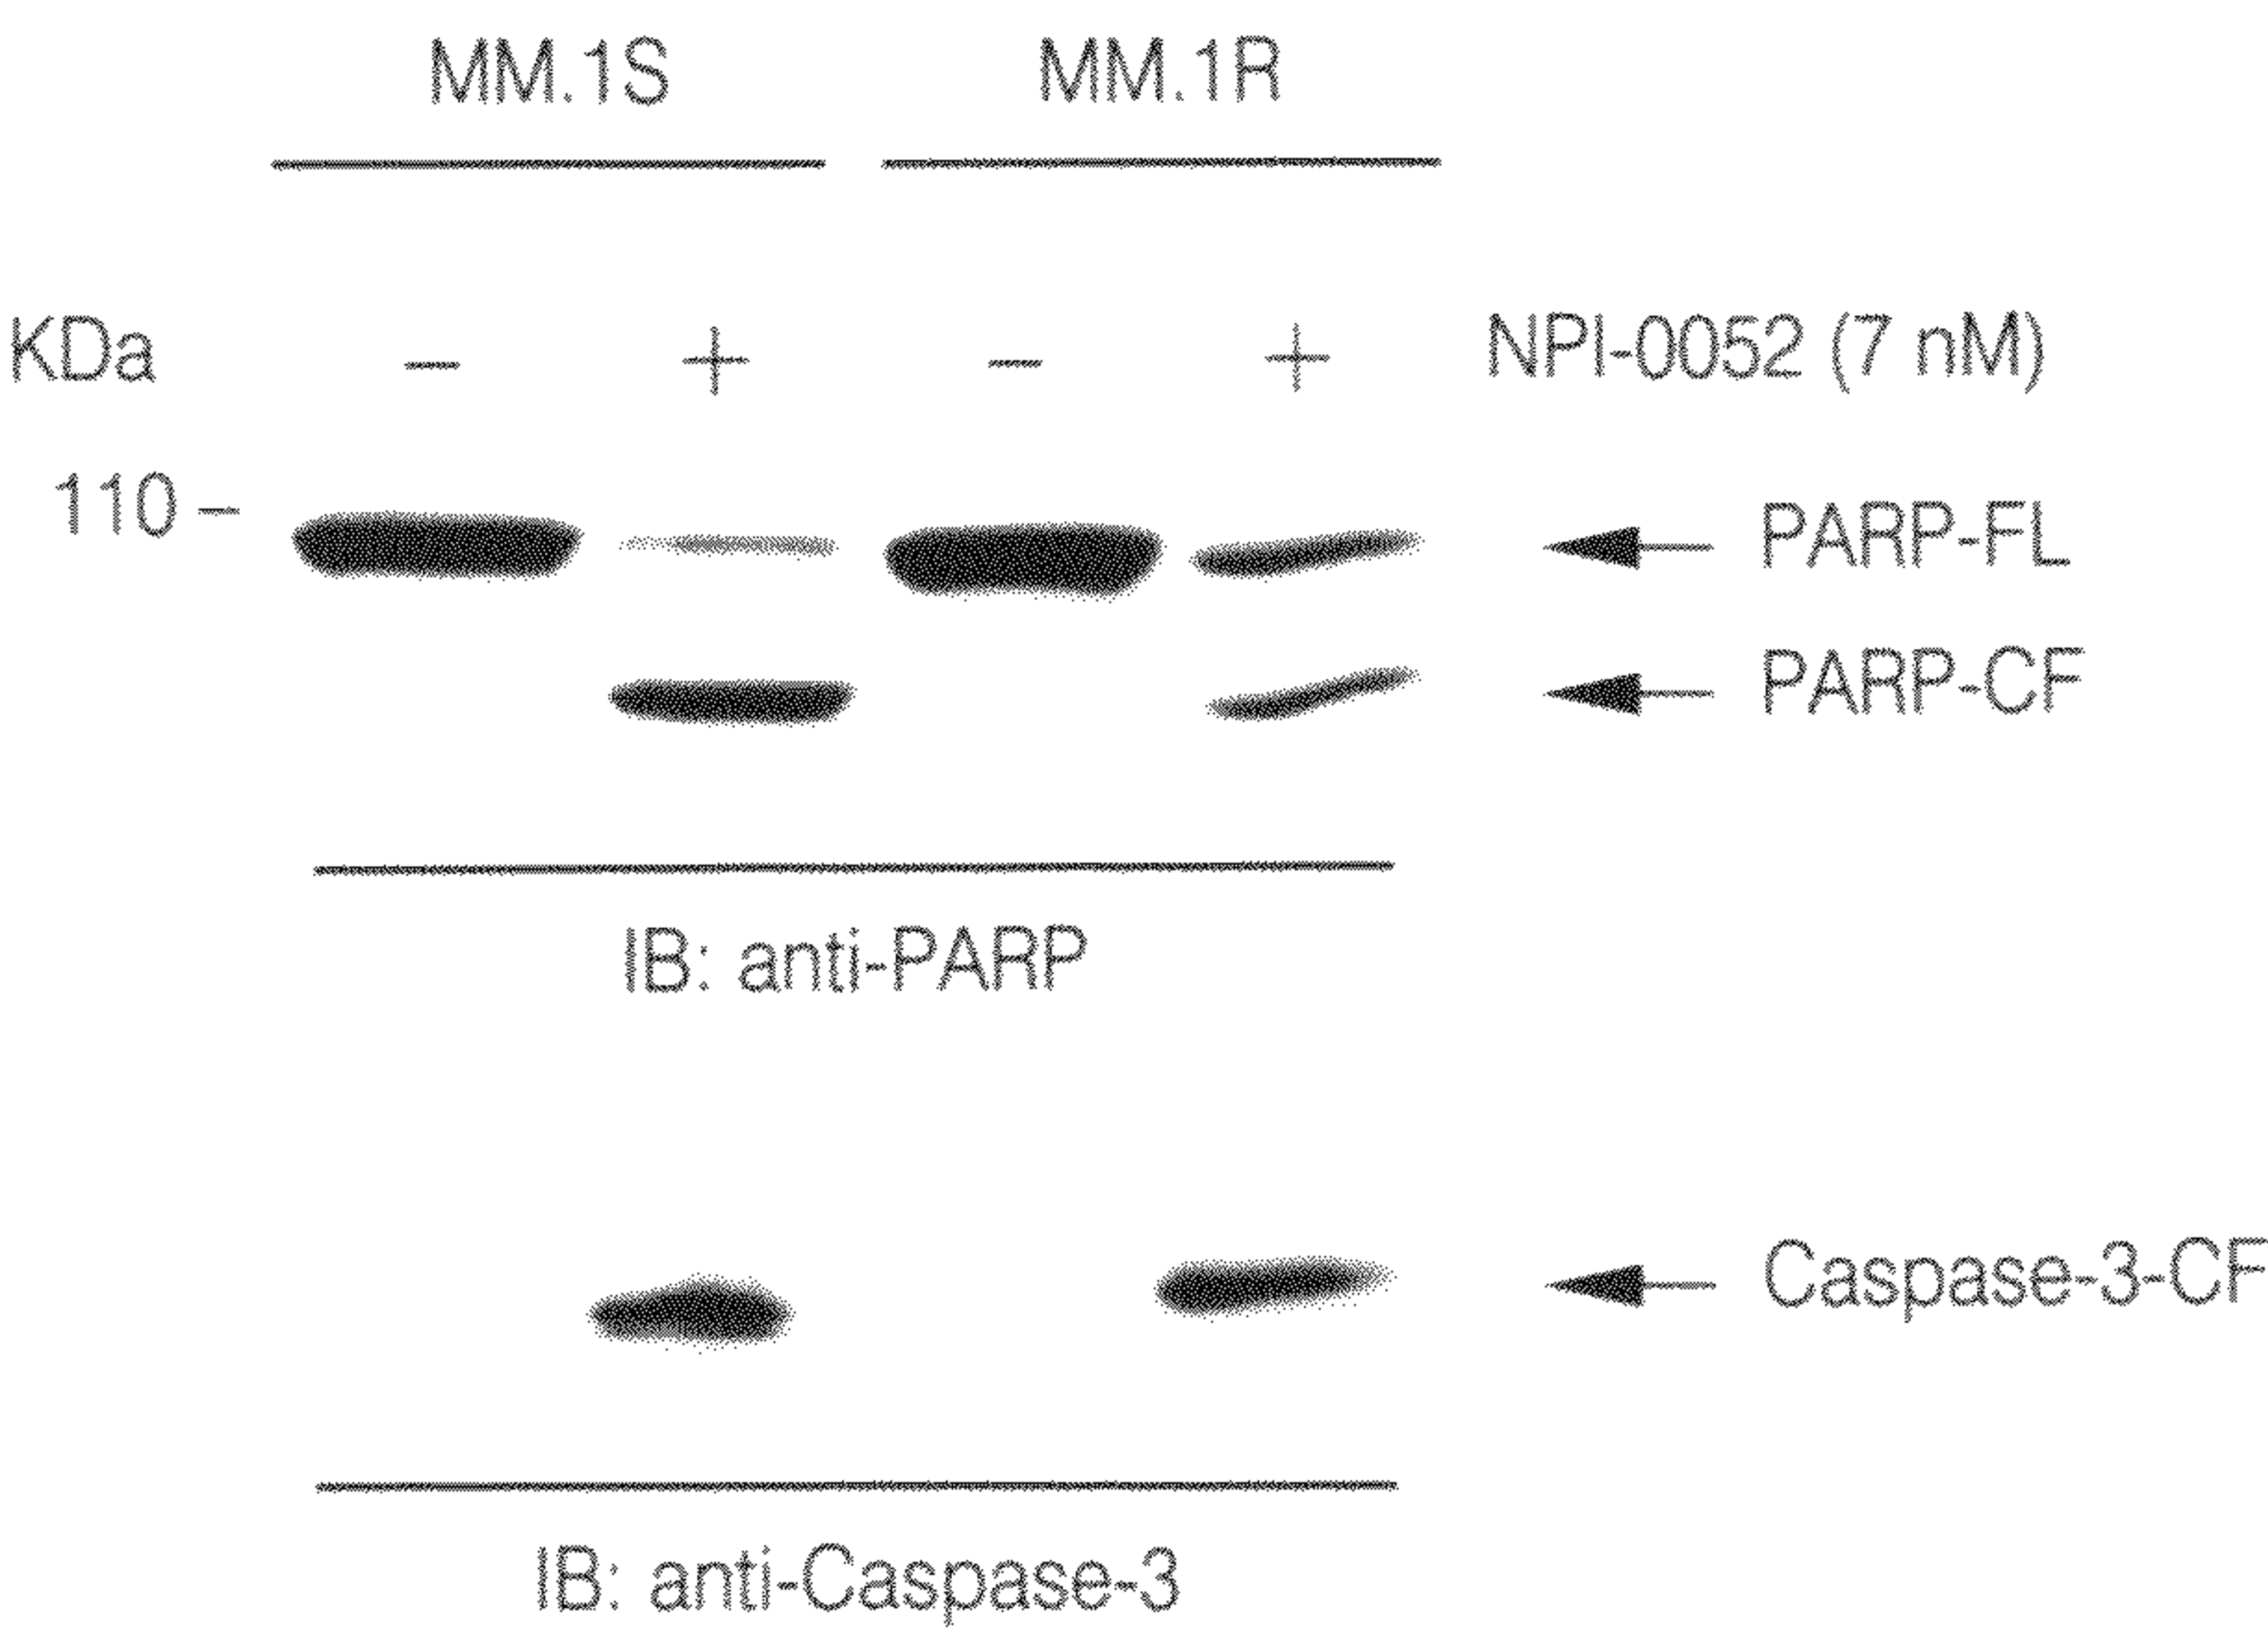 MM.1S MM.1R
KDa – + – + NPI-0052 (7 nM)
110 –
PARP-FL
PARP-CF
IB: anti-PARP
Caspase-3-CF
IB: anti-Caspase-3